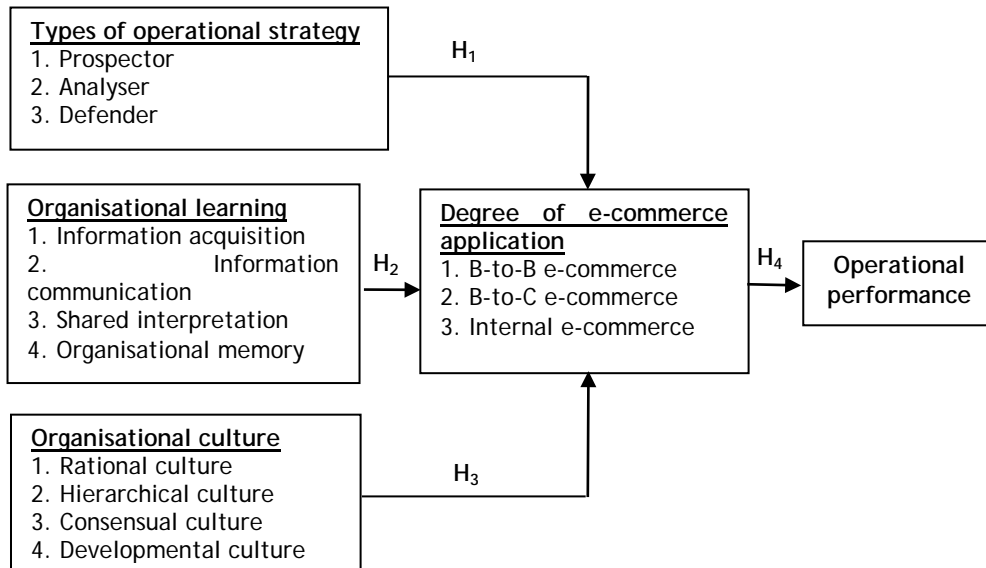 Types of operational strategy
1. Prospector
2. Analyser
3. Defender
H₁
Organisational learning
1. Information acquisition
2. Information
communication
3. Shared interpretation
4. Organisational memory
H₂
Degree of e-commerce
application
1. B-to-B e-commerce
2. B-to-C e-commerce
3. Internal e-commerce
H₄
Operational
performance
Organisational culture
1. Rational culture
2. Hierarchical culture
3. Consensual culture
4. Developmental culture
H₃